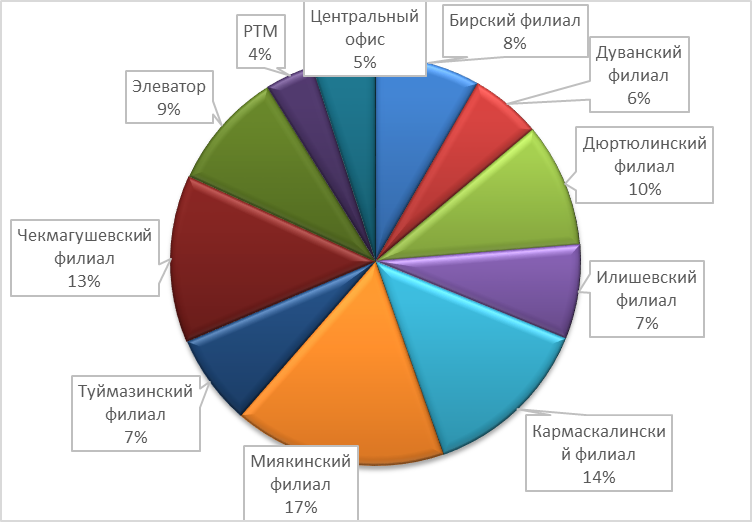 Центральный
офис
5%
Бирский филиал
8%
Дуванский
филиал
6%
Дюртюлинский
филиал
10%
Илишевский
филиал
7%
Кармаскалински
й филиал
14%
Миякинский
филиал
17%
Туймазинский
филиал
7%
Чекмагушевский
филиал
13%
Элеватор
9%
РТМ
4%